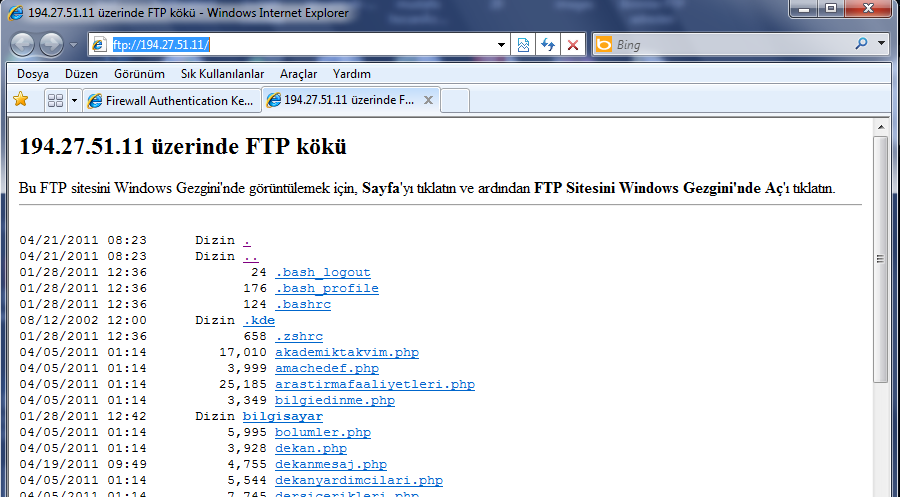 194.27.51.11 üzerinde FTP kökü - Windows Internet Explorer
ftp://194.27.51.11/
Bing
Dosya Düzen Görünüm Sık Kullanılanlar Araçlar Yardım
Firewall Authentication Ke... 194.27.51.11 üzerinde F...
194.27.51.11 üzerinde FTP kökü
Bu FTP sitesini Windows Gezgini'nde görüntülemek için, Sayfa'yı tıklatın ve ardından FTP Sitesini Windows Gezgini'nde Aç'ı tıklatın.
04/21/2011 08:23 Dizin .
04/21/2011 08:23 Dizin ..
01/28/2011 12:36 24 .bash_logout
01/28/2011 12:36 176 .bash_profile
01/28/2011 12:36 124 .bashrc
08/12/2002 12:00 Dizin .kde
01/28/2011 12:36 658 .zshrc
04/05/2011 01:14 17,010 akademiktakvim.php
04/05/2011 01:14 3,999 amachedef.php
04/05/2011 01:14 25,185 arastirmafaaliyetleri.php
04/05/2011 01:14 3,349 bilgiedinme.php
01/28/2011 12:42 Dizin bilgisayar
04/05/2011 01:14 5,995 bolumler.php
04/05/2011 01:14 3,928 dekan.php
04/19/2011 09:49 4,755 dekanmesaj.php
04/05/2011 01:14 5,544 dekanyardimcilari.php
04/05/2011 01:14 7,745 dersicerikleri.php